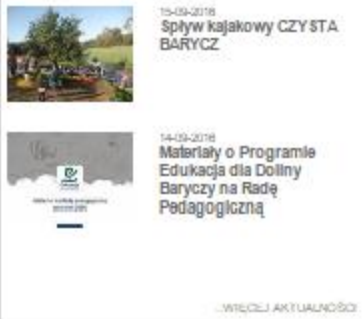 15-09-2016
Spływ kajakowy CZYSTA
BARYCZ
14-09-2016
Materiały o Programie
Edukacja dla Doliny
Baryczy na Radę
Pedagogiczną
...WIĘCEJ AKTUALNOŚCI